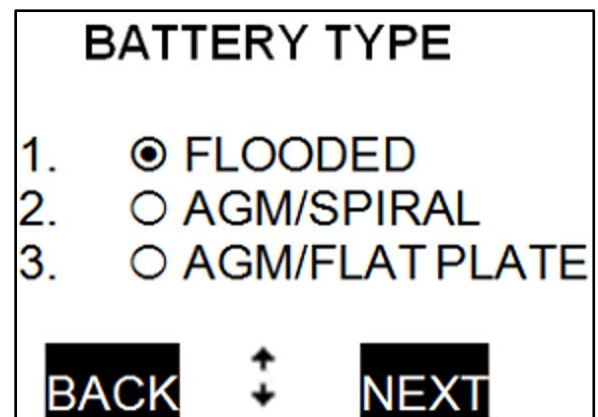 BATTERY TYPE
1. FLOODED
2. AGM/SPIRAL
3. AGM/FLAT PLATE
BACK NEXT